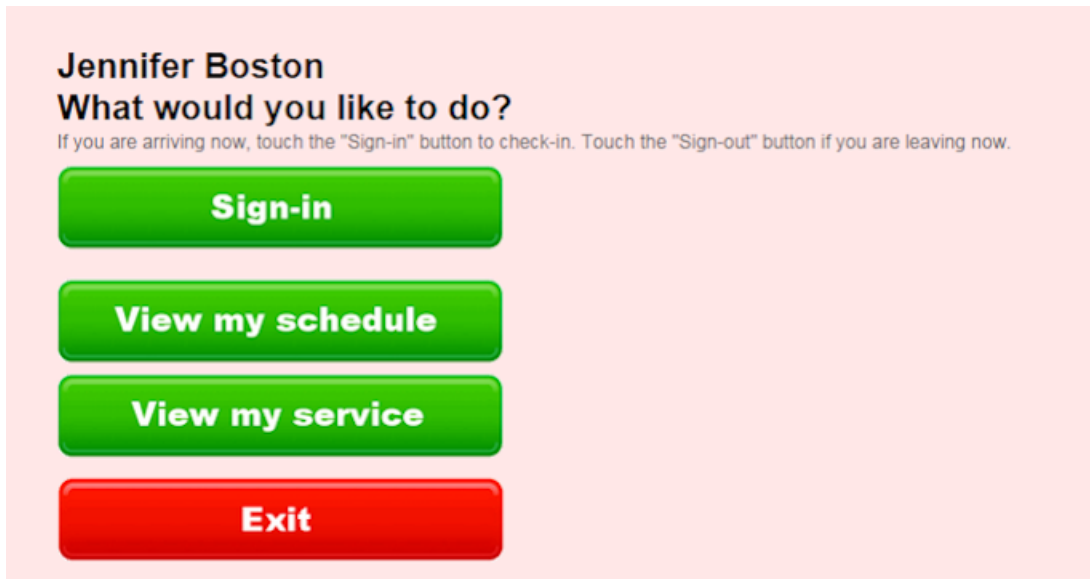 Jennifer Boston
What would you like to do?
If you are arriving now, touch the "Sign-in" button to check-in. Touch the "Sign-out" button if you are leaving now.
Sign-in
View my schedule
View my service
Exit